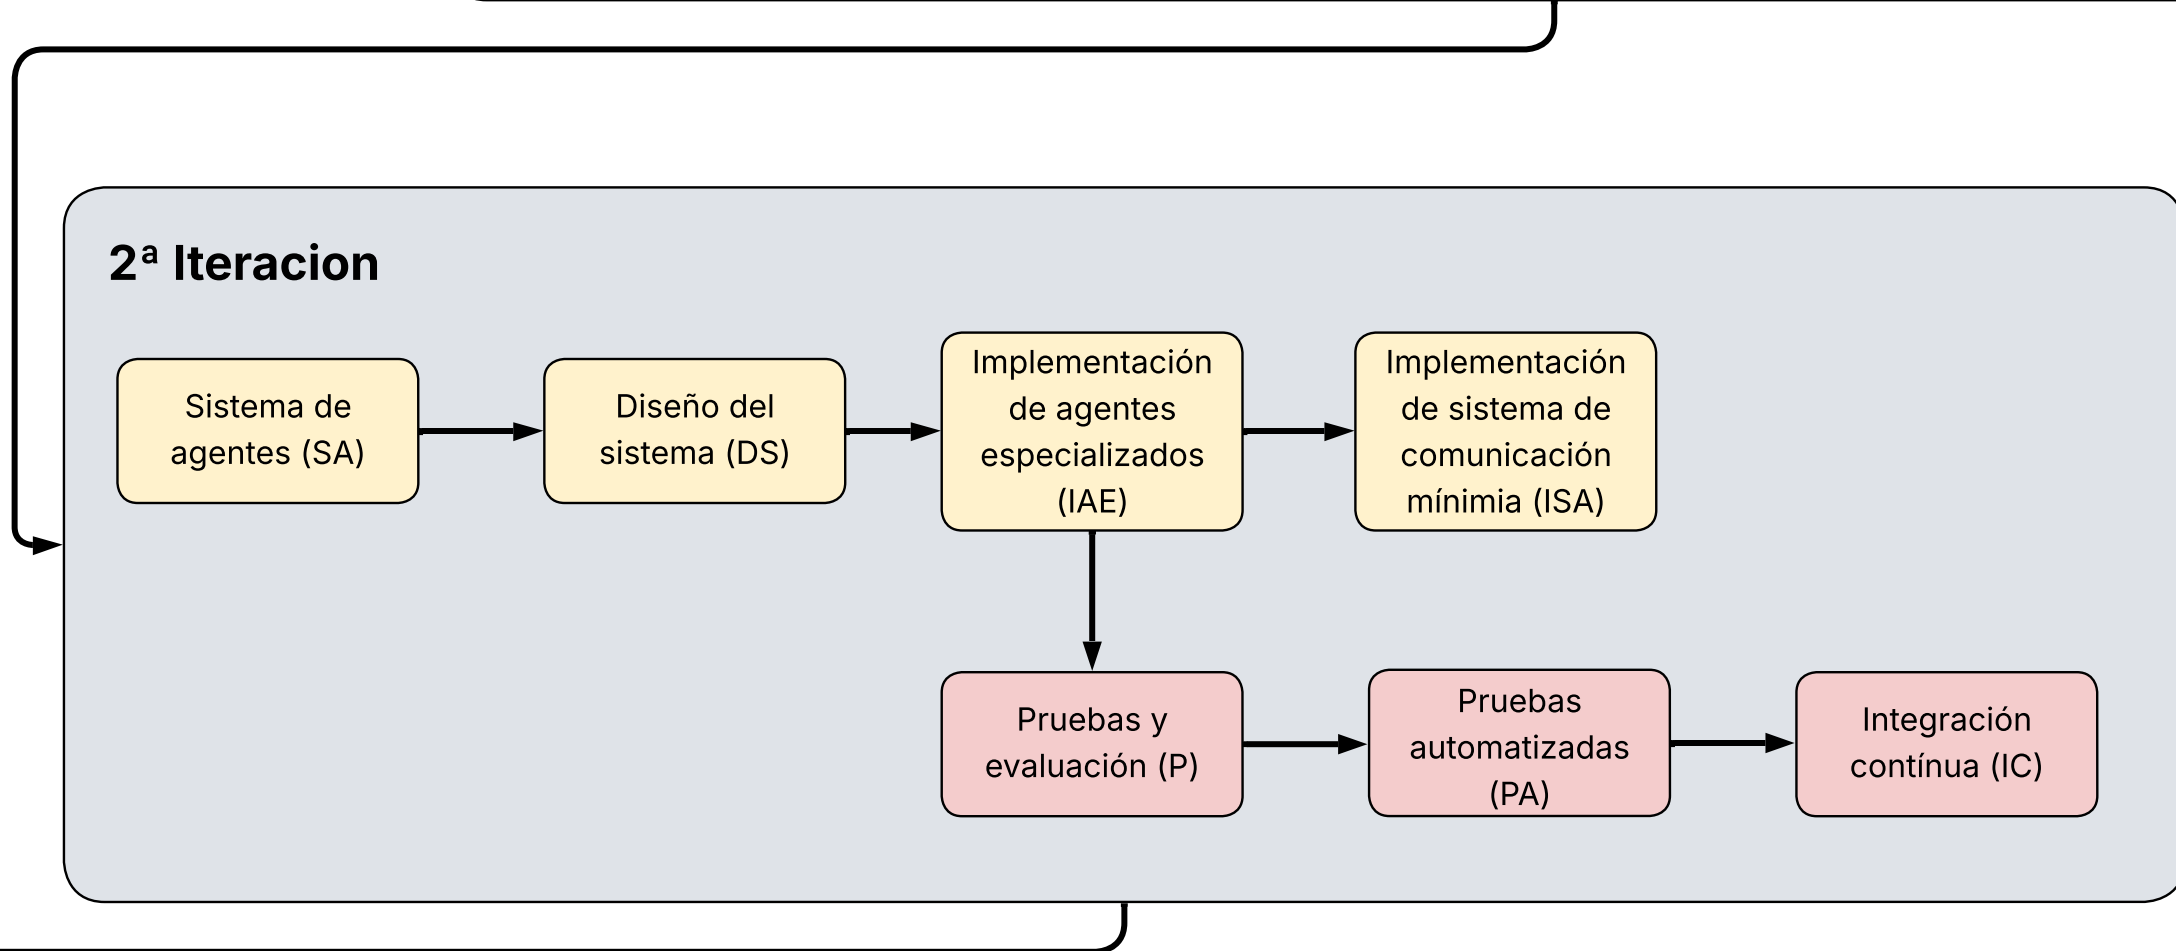 2ª Iteracion
Sistema de
agentes (SA)
Diseño del
sistema (DS)
Implementación
de agentes
especializados
(IAE)
Implementación
de sistema de
comunicación
mínimia (ISA)
Pruebas y
evaluación (P)
Pruebas
automatizadas
(PA)
Integración
contínua (IC)